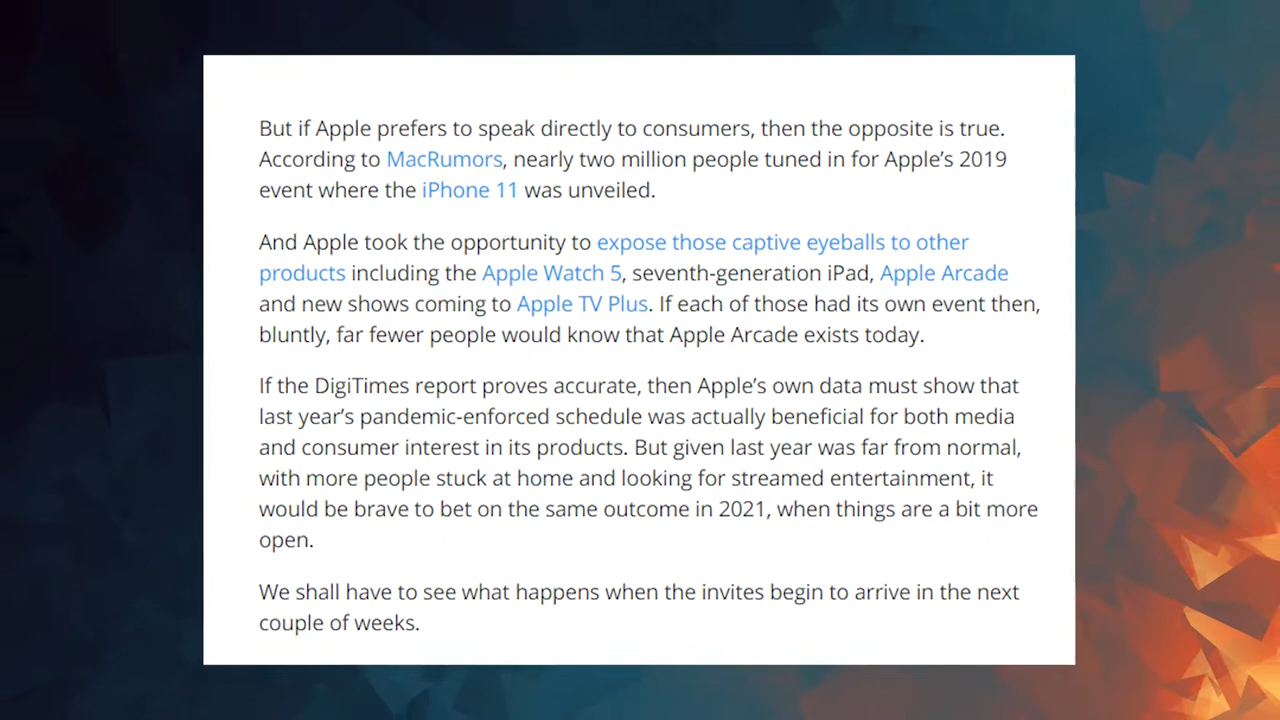 But if Apple prefers to speak directly to consumers, then the opposite is true.
According to MacRumors, nearly two million people tuned in for Apple’s 2019
event where the iPhone 11 was unveiled.
And Apple took the opportunity to expose those captive eyeballs to other
products including the Apple Watch 5, seventh-generation iPad, Apple Arcade
and new shows coming to Apple TV Plus. If each of those had its own event then,
bluntly, far fewer people would know that Apple Arcade exists today.
If the DigiTimes report proves accurate, then Apple’s own data must show that
last year’s pandemic-enforced schedule was actually beneficial for both media
and consumer interest in its products. But given last year was far from normal,
with more people stuck at home and looking for streamed entertainment, it
would be brave to bet on the same outcome in 2021, when things are a bit more
open.
We shall have to see what happens when the invites begin to arrive in the next
couple of weeks.